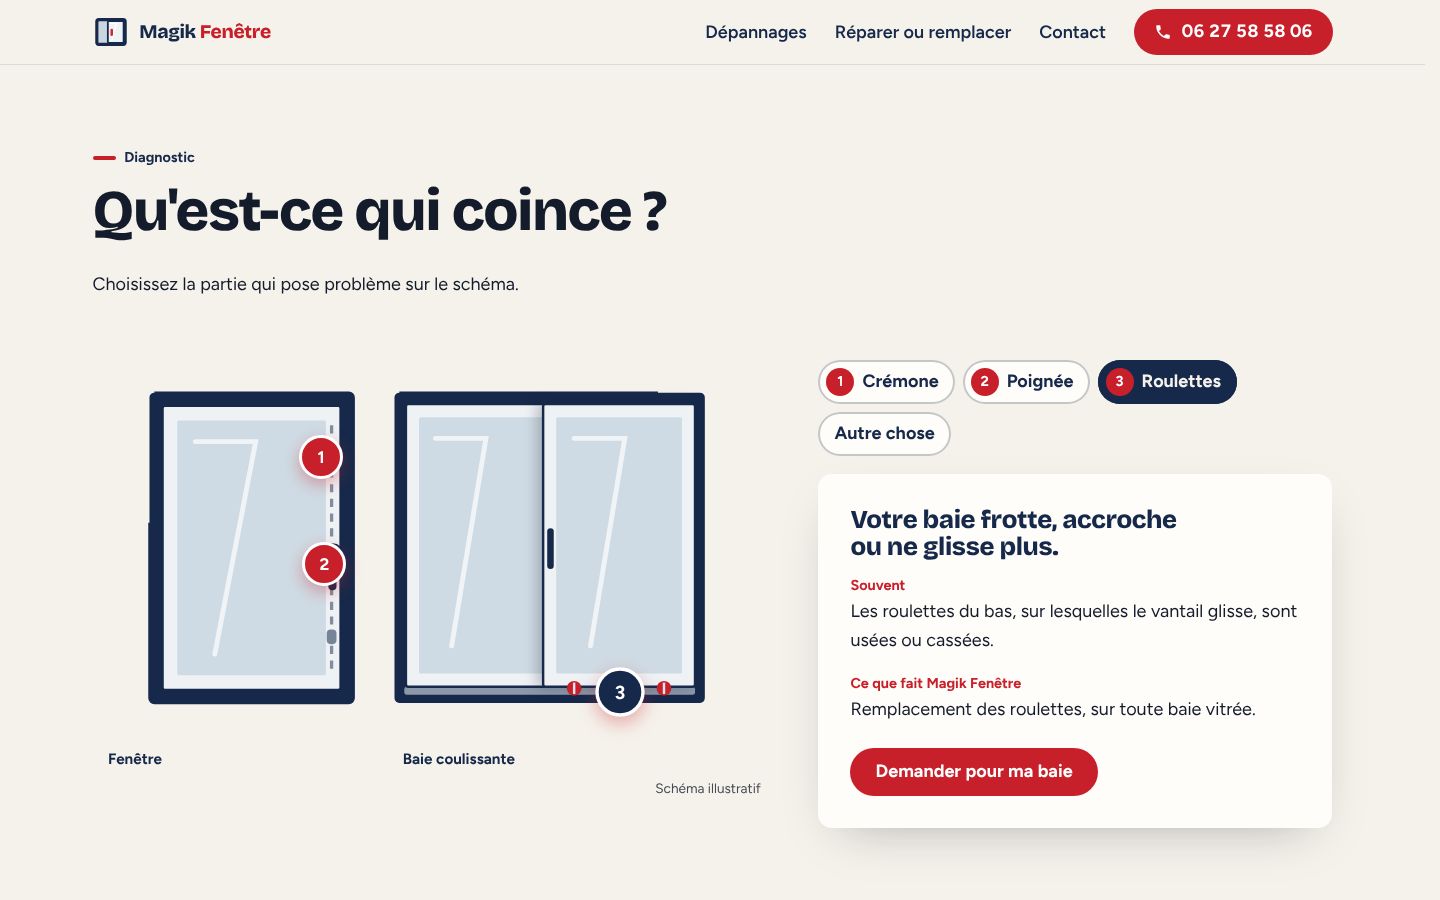 Magik Fenêtre
Dépannages
Réparer ou remplacer
Contact
06 27 58 58 06
Diagnostic
Qu'est-ce qui coince ?
Choisissez la partie qui pose problème sur le schéma.
1
2
3
Fenêtre
Baie coulissante
Schéma illustratif
1 Crémone
2 Poignée
3 Roulettes
Autre chose
Votre baie frotte, accroche
ou ne glisse plus.
Souvent
Les roulettes du bas, sur lesquelles le vantail glisse, sont
usées ou cassées.
Ce que fait Magik Fenêtre
Remplacement des roulettes, sur toute baie vitrée.
Demander pour ma baie